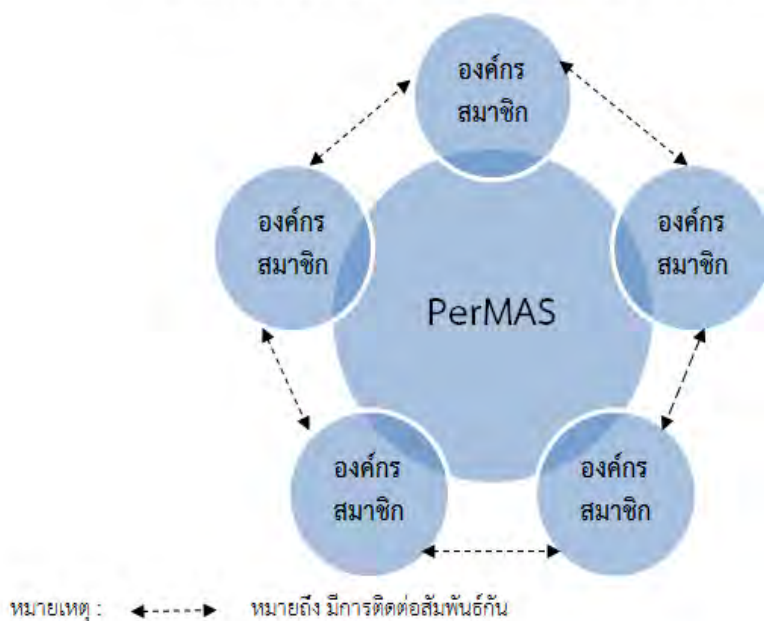 องค์กร
สมาชิก
องค์กร
สมาชิก
องค์กร
สมาชิก
PerMAS
องค์กร
สมาชิก
องค์กร
สมาชิก
หมายเหตุ : หมายถึง มีการติดต่อสัมพันธ์กัน